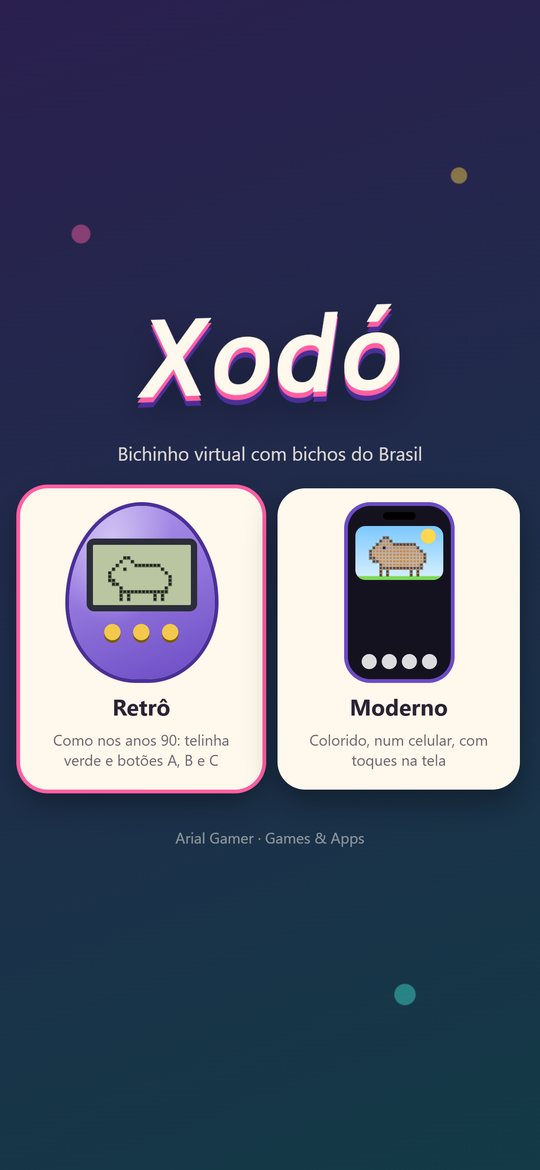 Xodó
Bichinho virtual com bichos do Brasil
Retrô
Como nos anos 90: telinha
verde e botões A, B e C
Moderno
Colorido, num celular, com
toques na tela
Arial Gamer · Games & Apps